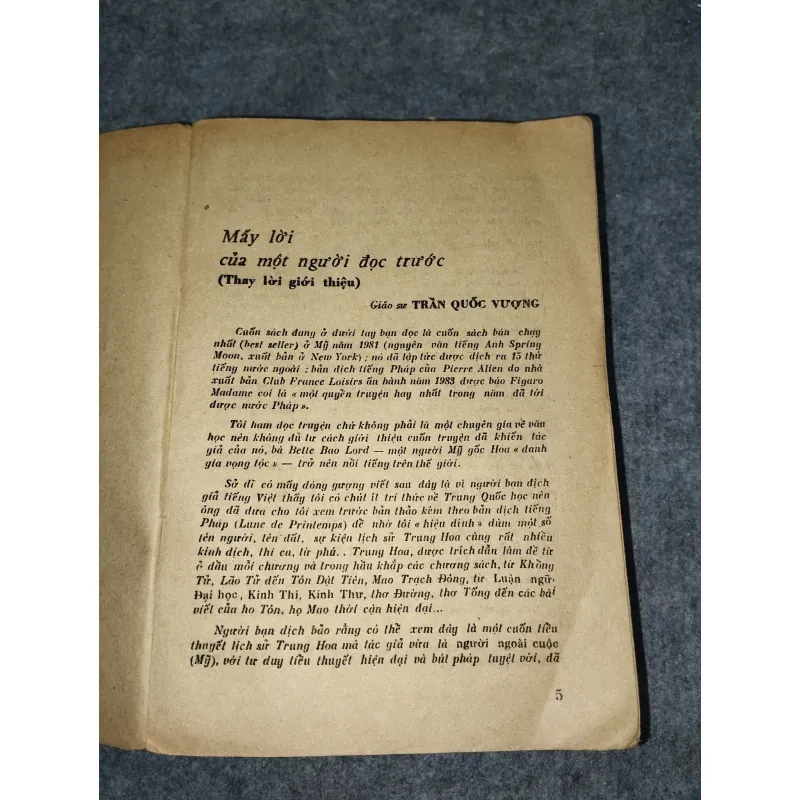 Mấy lời
của một người đọc trước
(Thay lời giới thiệu)
Giáo sư TRẦN QUỐC VƯỢNG
Cuốn sách đang ở dưới tay bạn đọc là cuốn sách bán chạy
nhất (best seller) ở Mỹ năm 1981 (nguyên văn tiếng Anh Spring
Moon, xuất bản ở New York) ; nó đã lập tức được dịch ra 15 thứ
tiếng nước ngoài : bản dịch tiếng Pháp của Pierre Alien do nhà
xuất bản Club France Loisirs ấn hành năm 1983 được báo Figaro
Madame coi là « một quyển truyện hay nhất trong năm đã tới
được nước Pháp ».
Tôi ham đọc truyện chứ không phải là một chuyên gia về văn
học nên không đủ tư cách giới thiệu cuốn truyện đã khiến tác
giả của nó, bà Bette Bao Lord — một người Mỹ gốc Hoa « danh
gia vọng tộc » — trở nên nổi tiếng trên thế giới.
Sở dĩ có mấy dòng gượng viết sau đây là vì người bạn dịch
giả tiếng Việt thấy tôi có chút ít tri thức về Trung Quốc học nên
ông đã đưa cho tôi xem trước bản thảo kèm theo bản dịch tiếng
Pháp (Lune de Printemps) để nhờ tôi « hiệu đính » dùm một số
tên người, tên đất, sự kiện lịch sử Trung Hoa cùng rất nhiều
kinh dịch, thi ca, từ phú.. Trung Hoa, được trích dẫn làm đề từ
ở đầu mỗi chương và trong hầu khắp các chương sách, từ Khổng
Tử, Lão Tử đến Tôn Dật Tiên, Mao Trạch Đông, từ Luận ngữ,
Đại học, Kinh Thi, Kinh Thư, thơ Đường, thơ Tống đến các bài
viết của họ Tôn, họ Mao thời cận hiện đại...
Người bạn dịch bảo rằng có thể xem đây là một cuốn tiểu
thuyết lịch sử Trung Hoa mà tác giả vừa là người ngoài cuộc
(Mỹ), với tư duy tiểu thuyết hiện đại và bút pháp tuyệt vời, đã
5